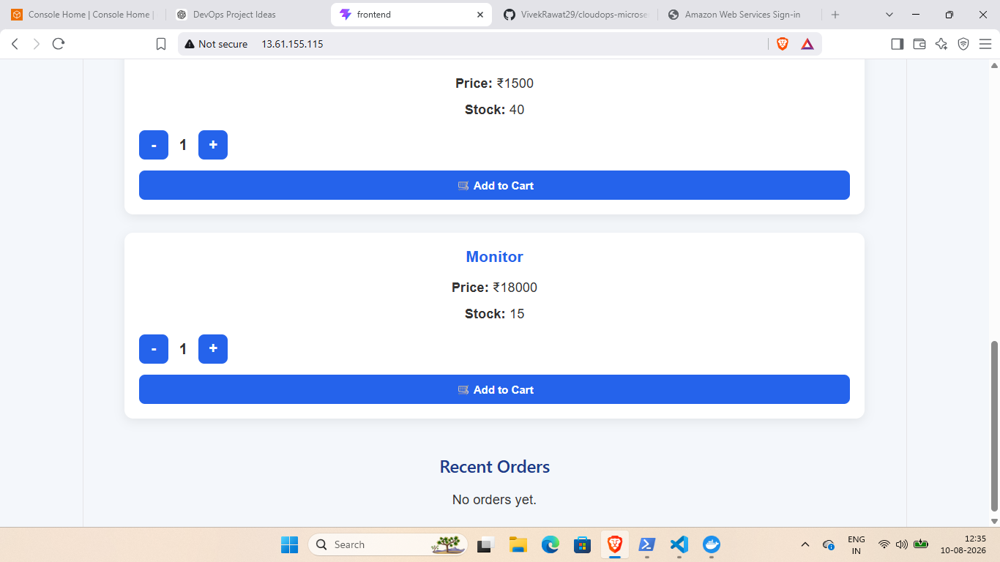 Console Home | Console Home |
DevOps Project Ideas
frontend
VivekRawat29/cloudops-microse
Amazon Web Services Sign-in
Not secure 13.61.155.115
Price: ₹1500
Stock: 40
- 1 +
Add to Cart
Monitor
Price: ₹18000
Stock: 15
- 1 +
Add to Cart
Recent Orders
No orders yet.
Search
ENG
IN
12:35
10-08-2026